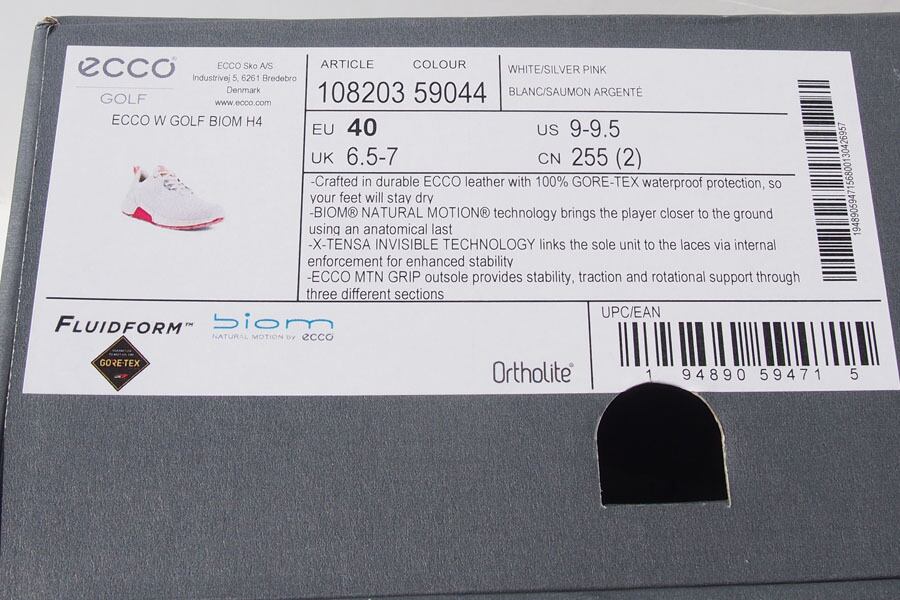 ecco®
GOLF
ECCO Sko A/S
Industrivej 5, 6261 Bredebro
Denmark
www.ecco.com
ECCO W GOLF BIOM H4
ARTICLE COLOUR
108203 59044
WHITE/SILVER PINK
BLANC/SAUMON ARGENTÉ
EU 40
US 9-9.5
UK 6.5-7
CN 255 (2)
-Crafted in durable ECCO leather with 100% GORE-TEX waterproof protection, so
your feet will stay dry
-BIOM® NATURAL MOTION® technology brings the player closer to the ground
using an anatomical last
-X-TENSA INVISIBLE TECHNOLOGY links the sole unit to the laces via internal
enforcement for enhanced stability
-ECCO MTN GRIP outsole provides stability, traction and rotational support through
three different sections
FLUIDFORM™
biom
NATURAL MOTION BY ecco
GORE-TEX
Ortholite®
UPC/EAN
1 94890 59471 5